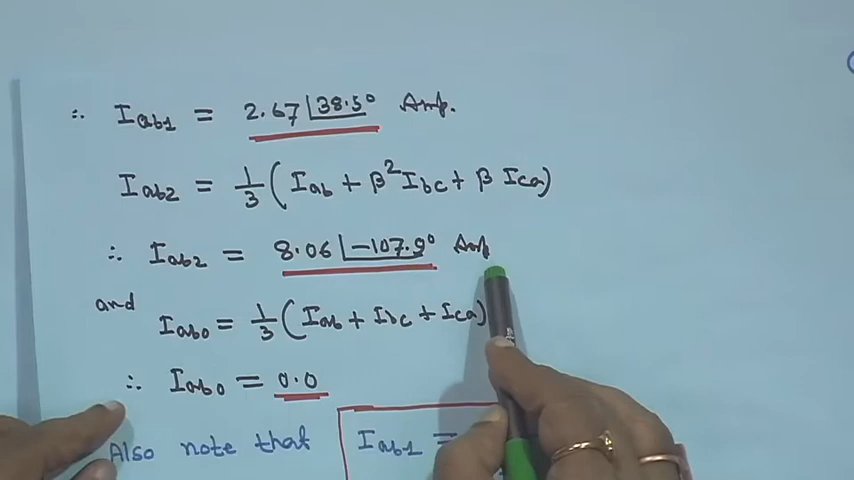 ∴ Iab1 = 2.67 ∠38.5° Amp.
Iab2 = 1/3 (Iab + β² Ibc + β Ica)
∴ Iab2 = 8.06 ∠-107.9° Amp
and
Iab0 = 1/3 (Iab + Ibc + Ica)
∴ Iab0 = 0.0
Also note that Iab1 =